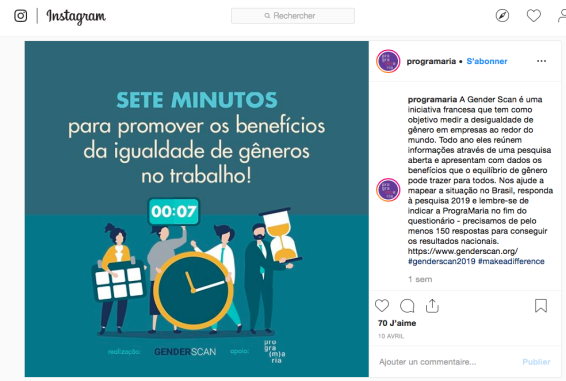 Instagram
Rechercher
SETE MINUTOS
para promover os benefícios
da igualdade de gêneros
no trabalho!
00:07
realização:
GENDERSCAN
apoio:
pro
gra
(m)a
ria
programaria • S'abonner
programaria A Gender Scan é uma
iniciativa francesa que tem como
objetivo medir a desigualdade de
gênero em empresas ao redor do
mundo. Todo ano eles reúnem
informações através de uma pesquisa
aberta e apresentam com dados os
benefícios que o equilíbrio de gênero
pode trazer para todos. Nos ajude a
mapear a situação no Brasil, responda
à pesquisa 2019 e lembre-se de
indicar a PrograMaria no fim do
questionário - precisamos de pelo
menos 150 respostas para conseguir
os resultados nacionais.
https://www.genderscan.org/
#genderscan2019 #makeadifference
1 sem
70 J'aime
10 AVRIL
Ajouter un commentaire...
Publier